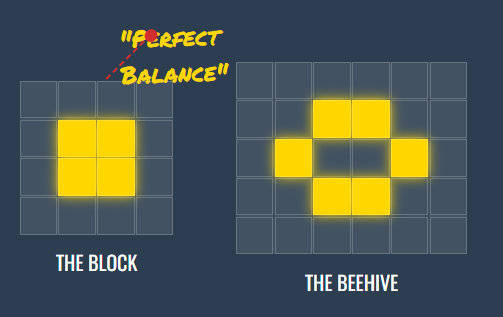 "Perfect
Balance"
THE BLOCK
THE BEEHIVE